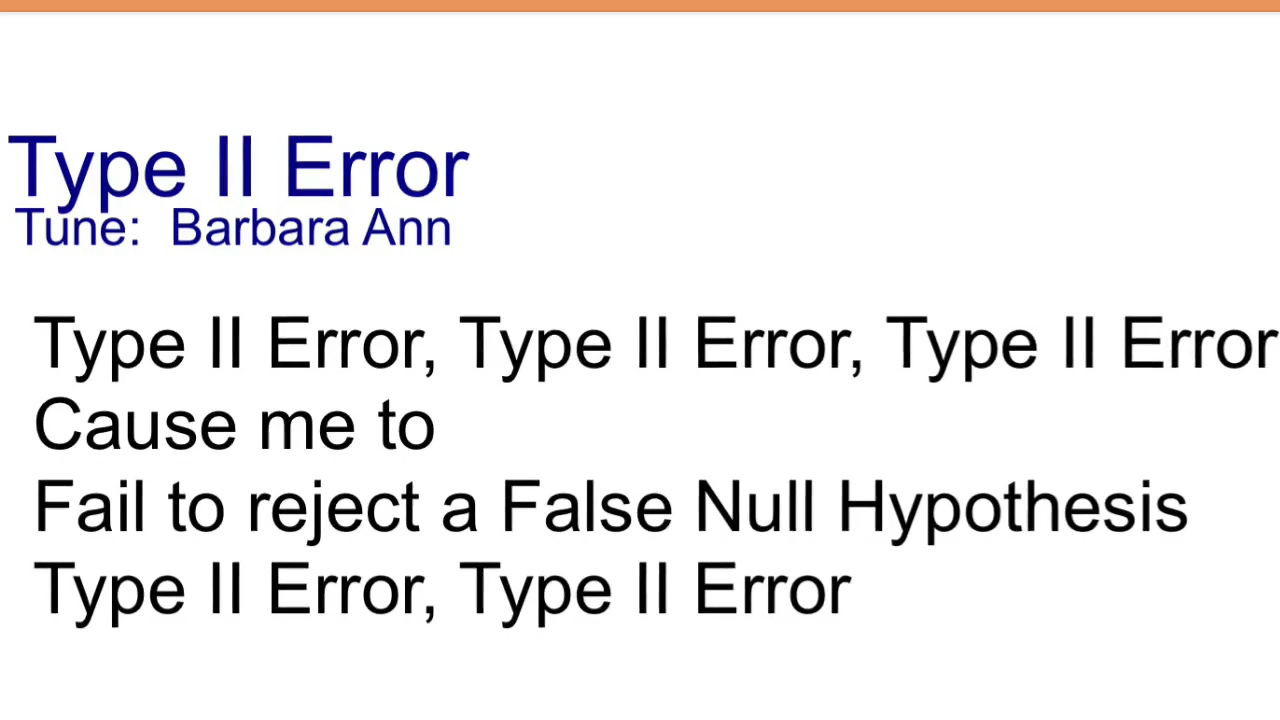 Type II Error
Tune: Barbara Ann
Type II Error, Type II Error, Type II Error
Cause me to
Fail to reject a False Null Hypothesis
Type II Error, Type II Error